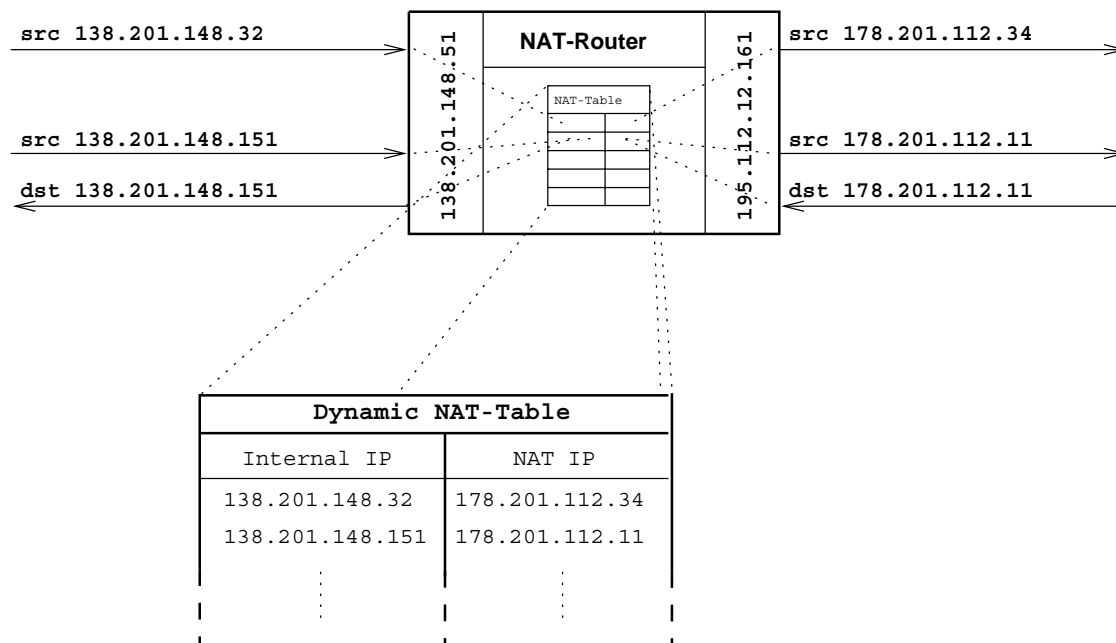 src 138.201.148.32
NAT-Router
src 178.201.112.34
138.201.148.51
195.112.12.161
NAT-Table
src 138.201.148.151
src 178.201.112.11
dst 138.201.148.151
dst 178.201.112.11
Dynamic NAT-Table
Internal IP NAT IP
138.201.148.32 178.201.112.34
138.201.148.151 178.201.112.11